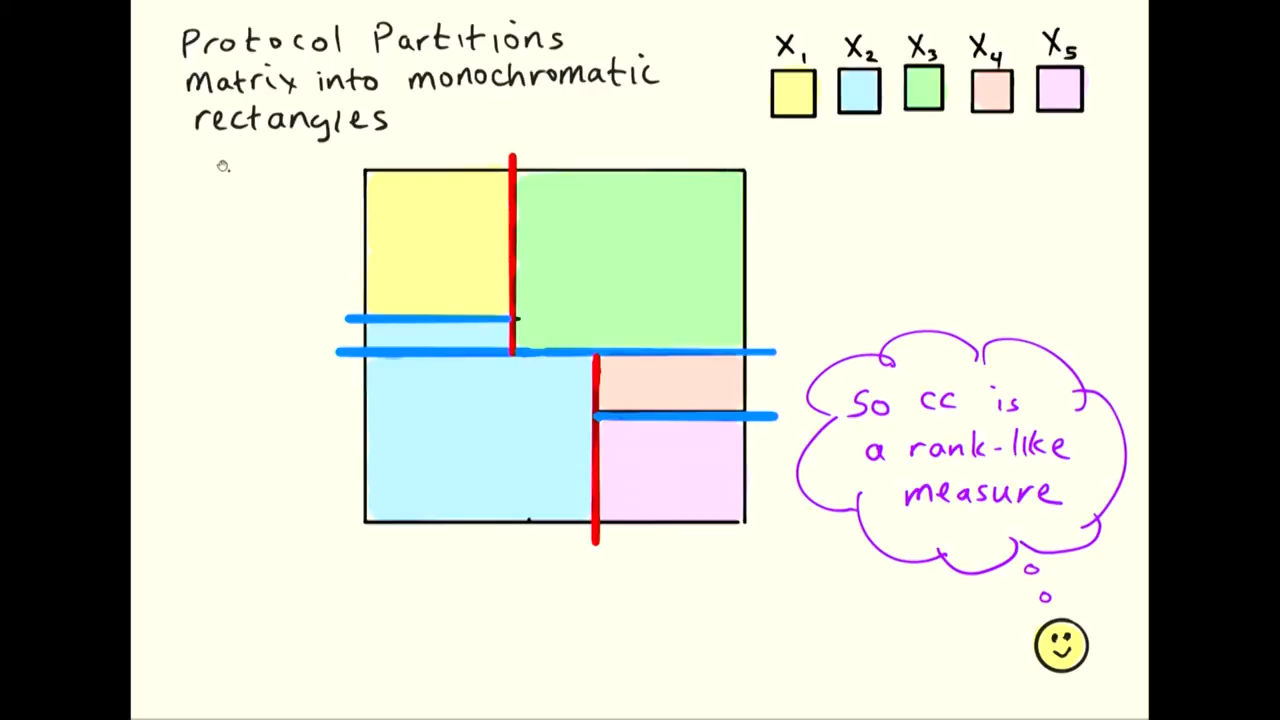 Protocol Partitions
matrix into monochromatic
rectangles
X1 X2 X3 X4 X5
So cc is
a rank-like
measure